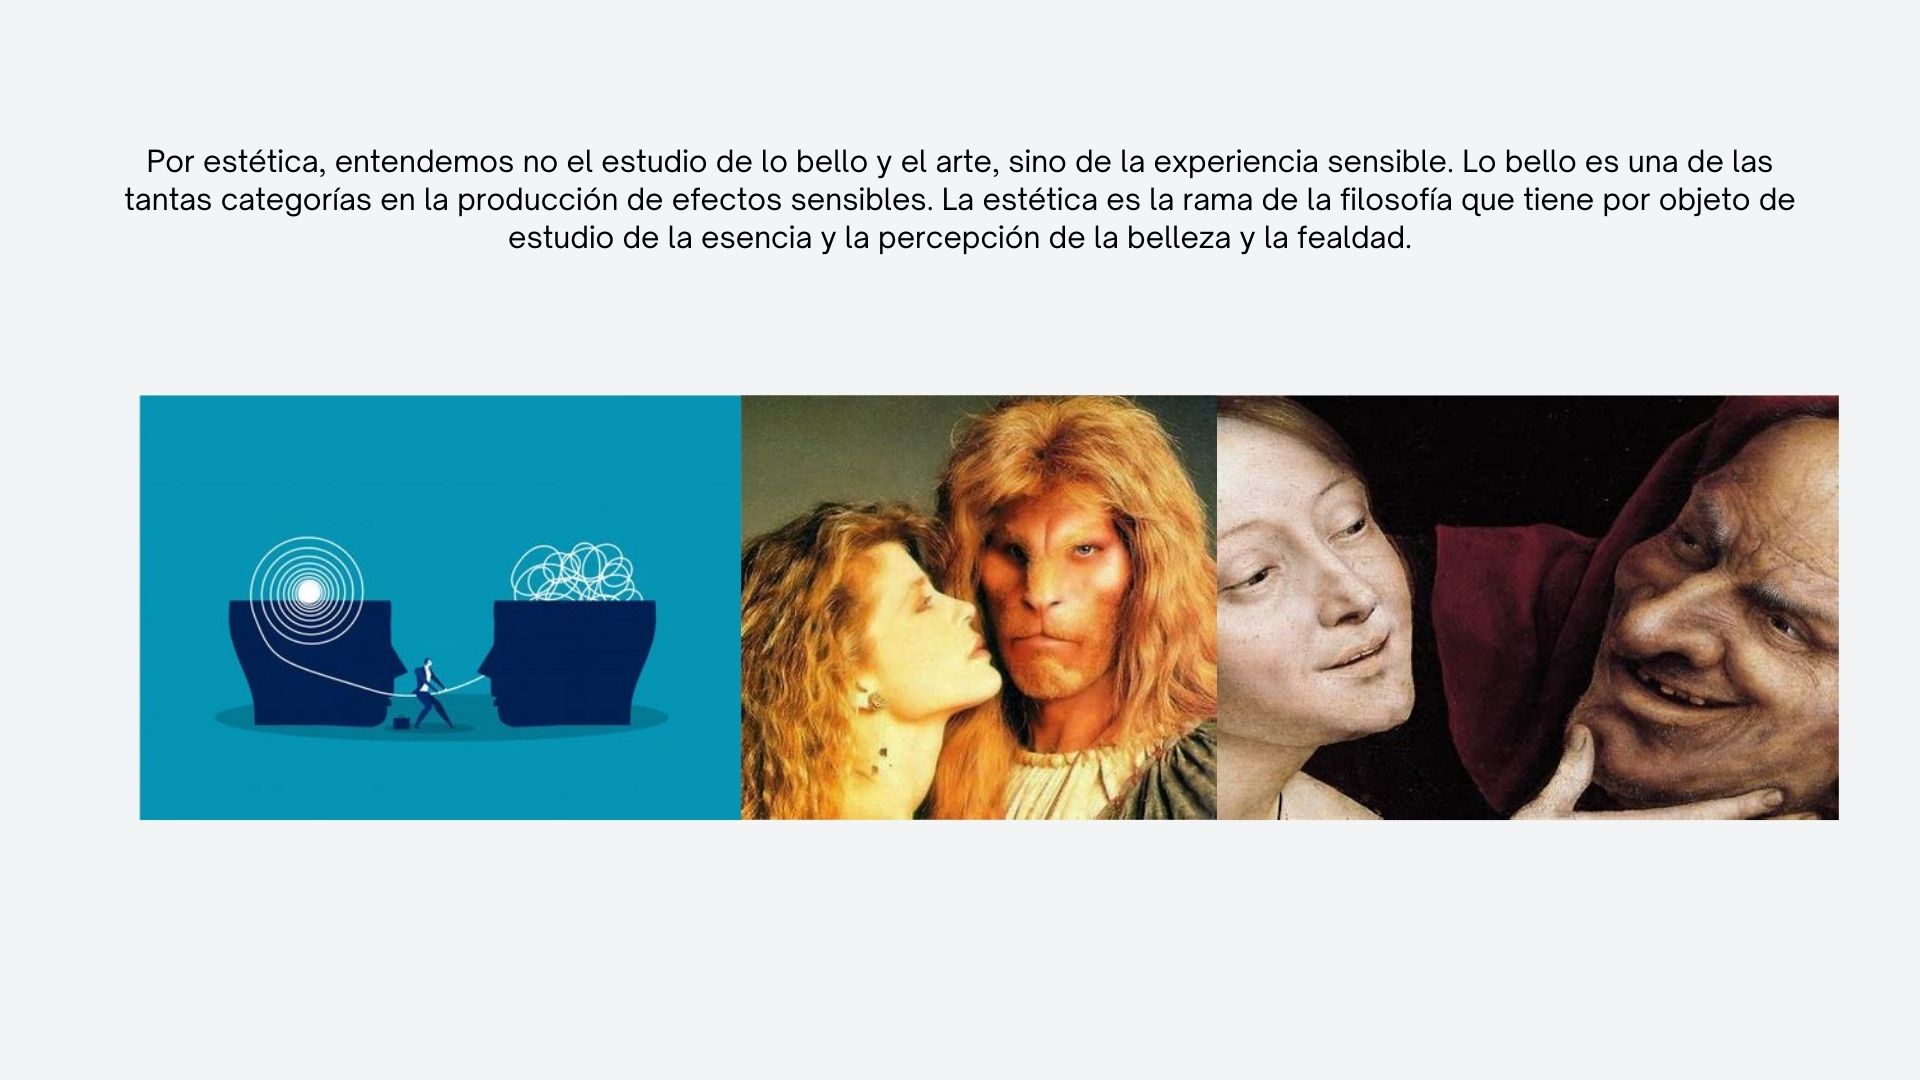 Por estética, entendemos no el estudio de lo bello y el arte, sino de la experiencia sensible. Lo bello es una de las
tantas categorías en la producción de efectos sensibles. La estética es la rama de la filosofía que tiene por objeto de
estudio de la esencia y la percepción de la belleza y la fealdad.